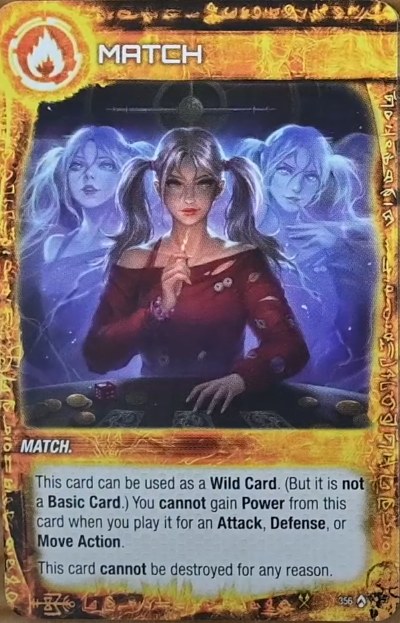 MATCH
MATCH.
This card can be used as a Wild Card. (But it is not
a Basic Card.) You cannot gain Power from this
card when you play it for an Attack, Defense, or
Move Action.
This card cannot be destroyed for any reason.
356